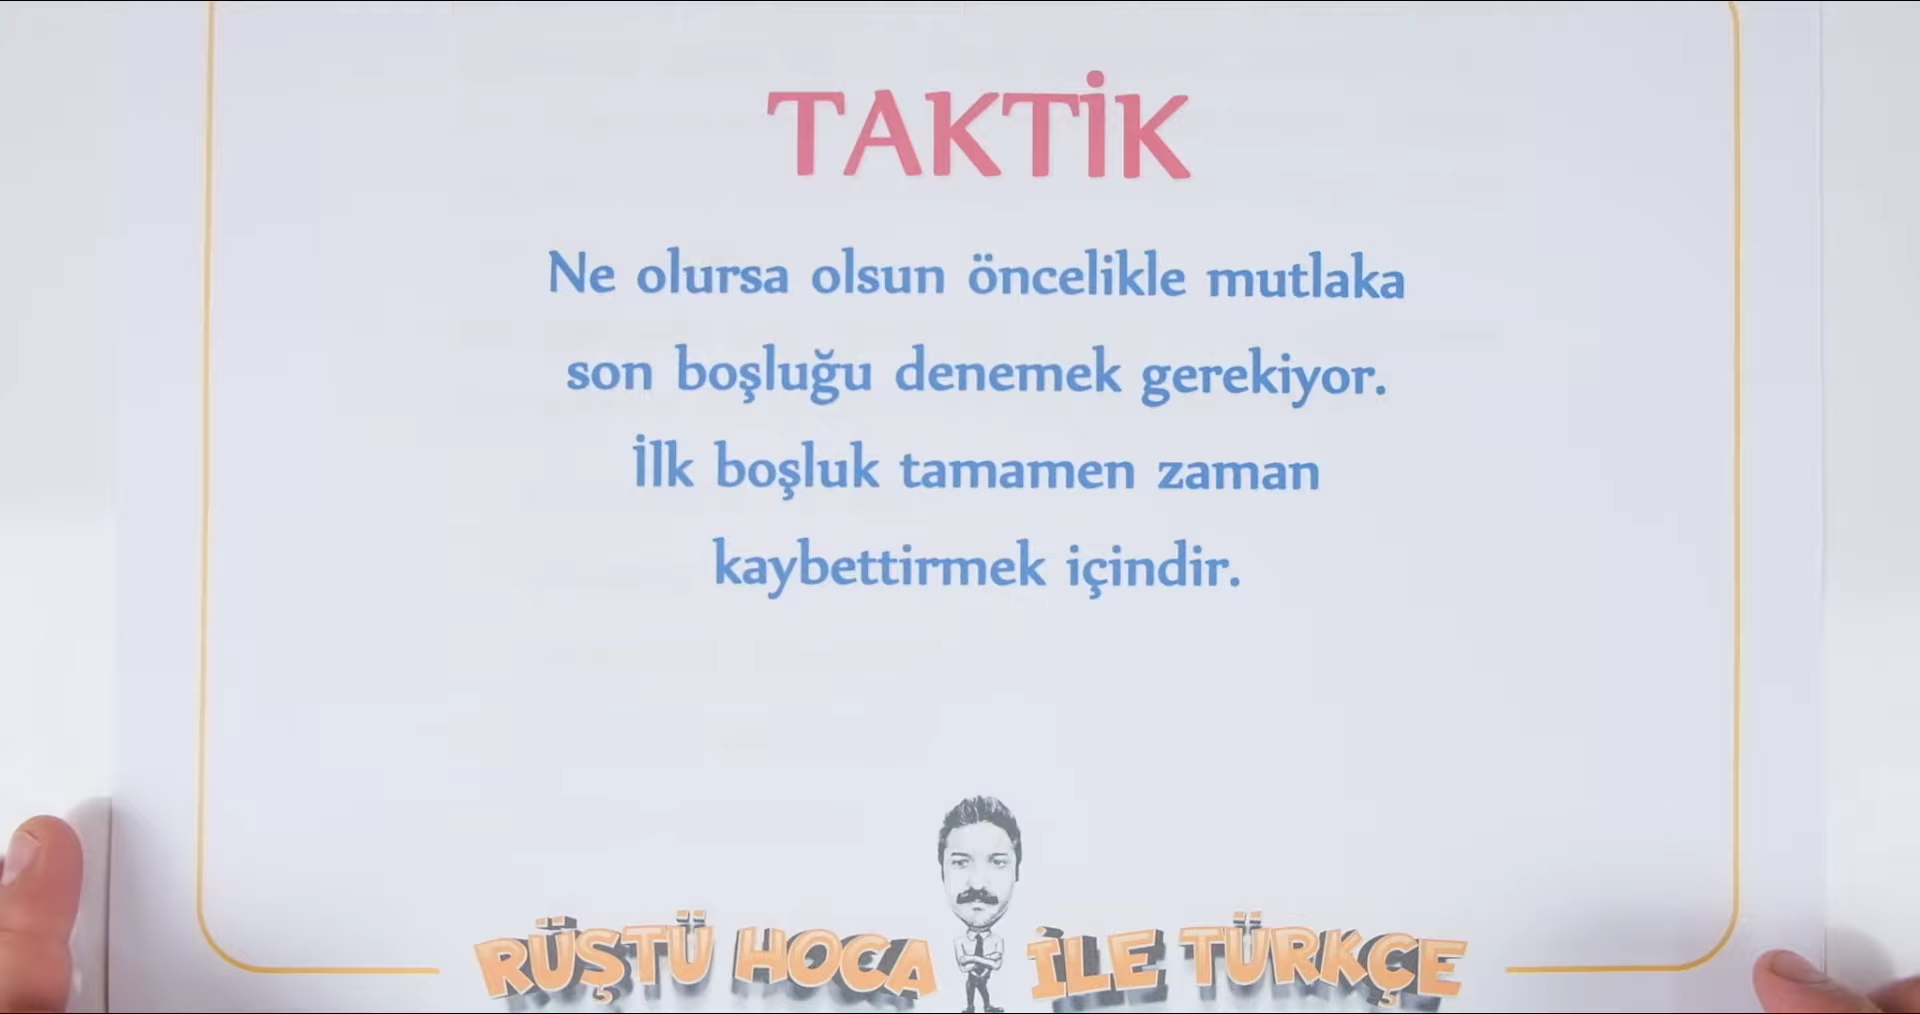 TAKTİK
Ne olursa olsun öncelikle mutlaka
son boşluğu denemek gerekiyor.
İlk boşluk tamamen zaman
kaybettirmek içindir.
RÜŞTÜ HOCA İLE TÜRKÇE